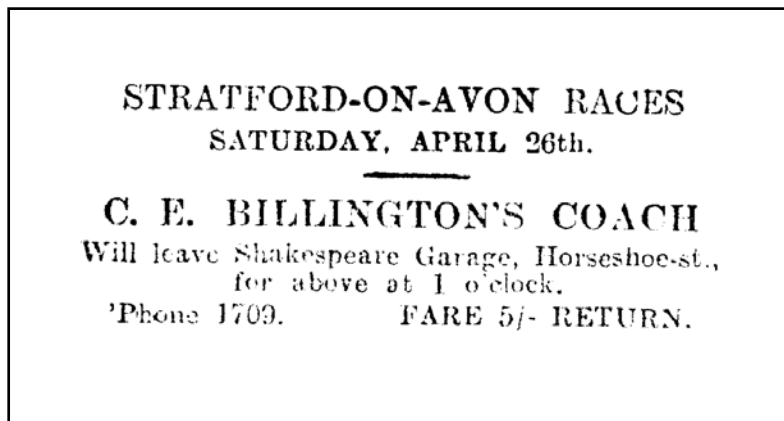 STRATFORD-ON-AVON RACES
SATURDAY, APRIL 26th.
C. E. BILLINGTON'S COACH
Will leave Shakespeare Garage, Horseshoe-st.,
for above at 1 o'clock.
'Phone 1709. FARE 5/- RETURN.